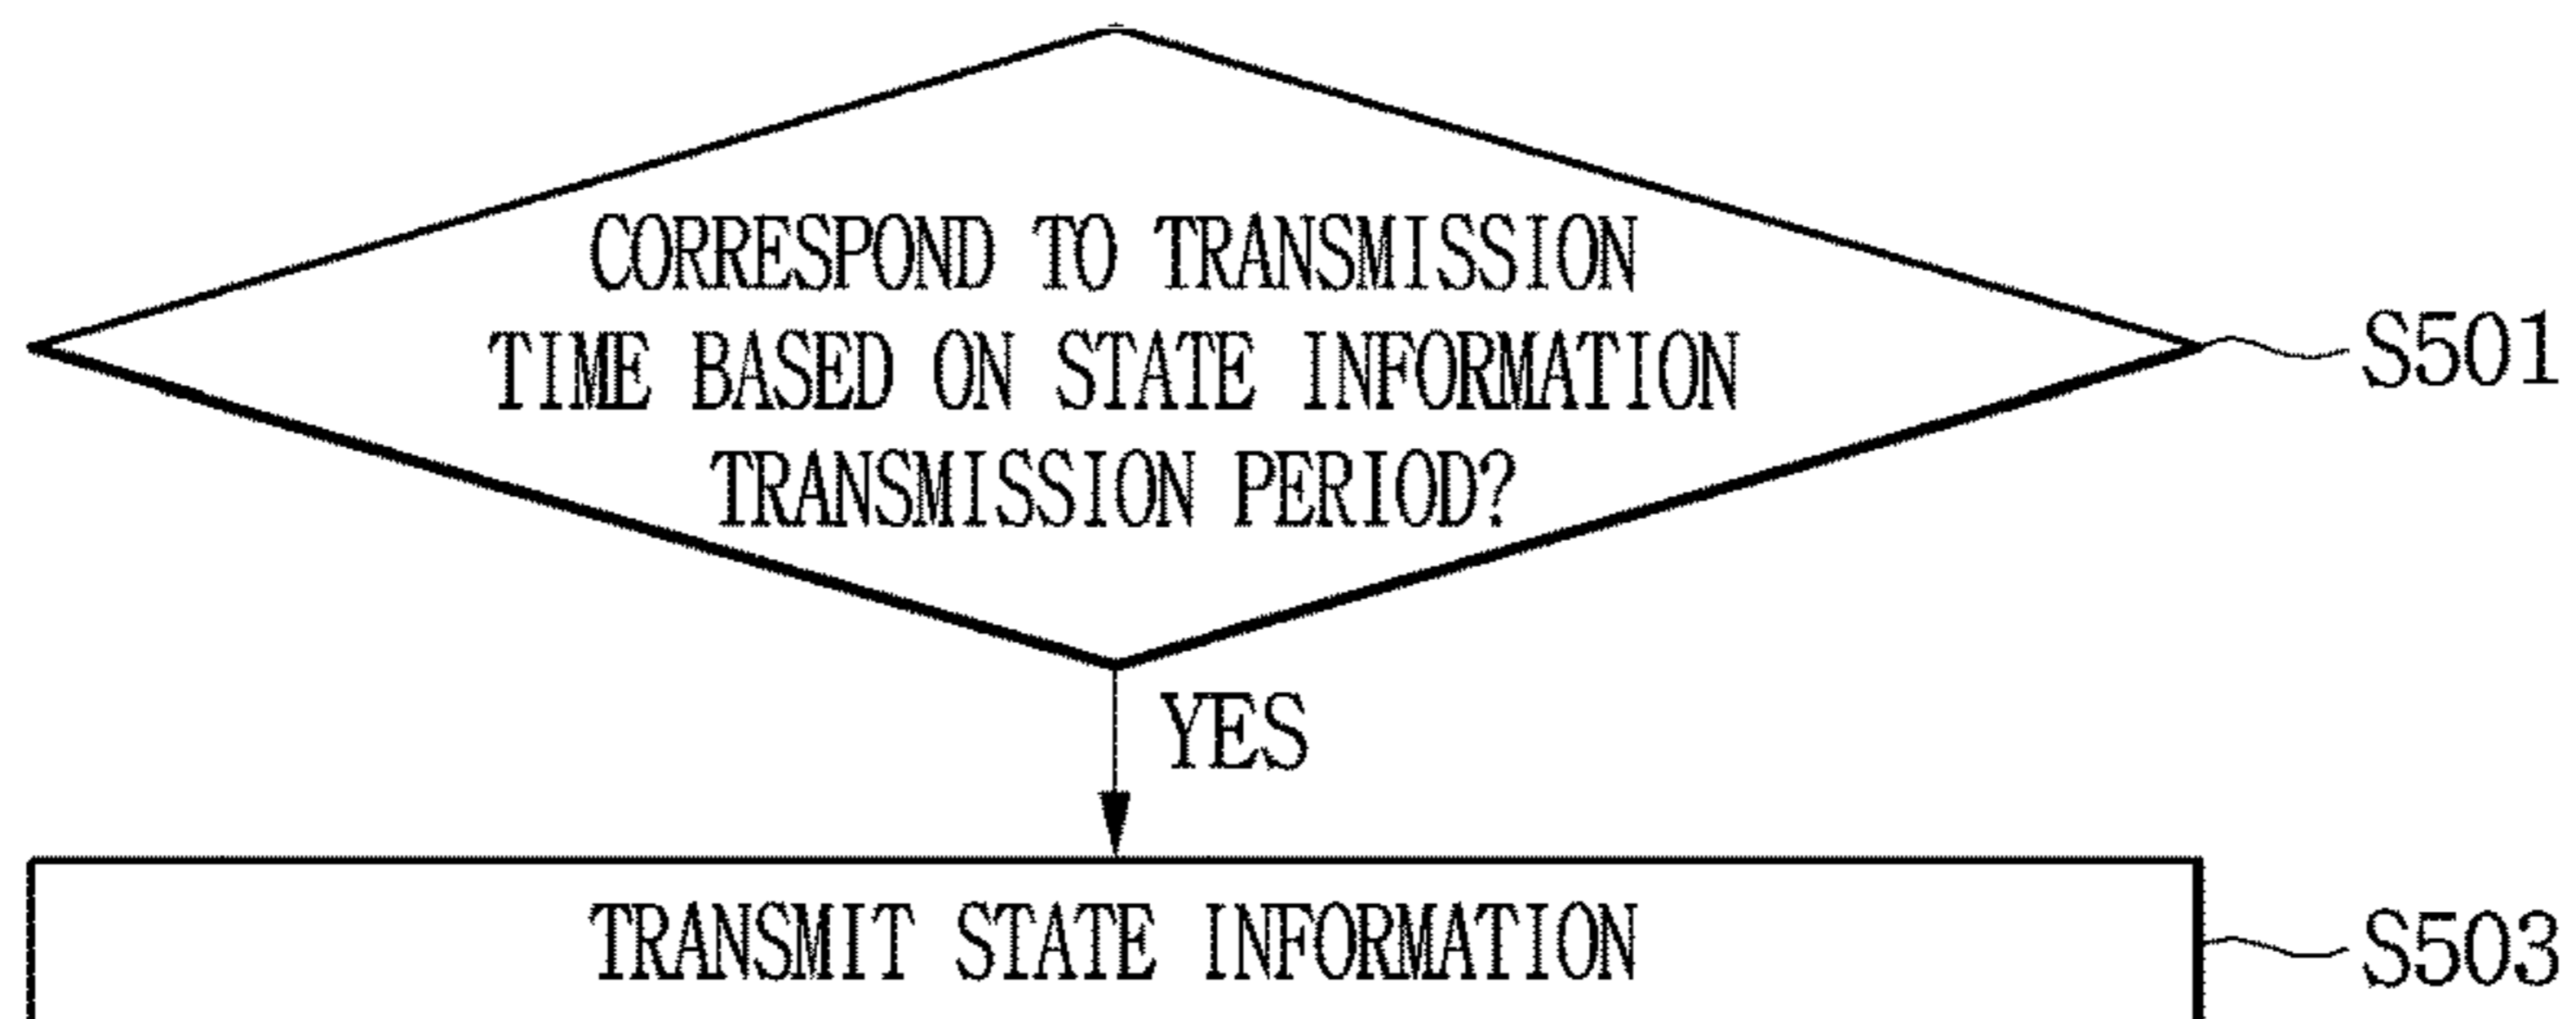 CORRESPOND TO TRANSMISSION
TIME BASED ON STATE INFORMATION
TRANSMISSION PERIOD?
S501
YES
TRANSMIT STATE INFORMATION
S503